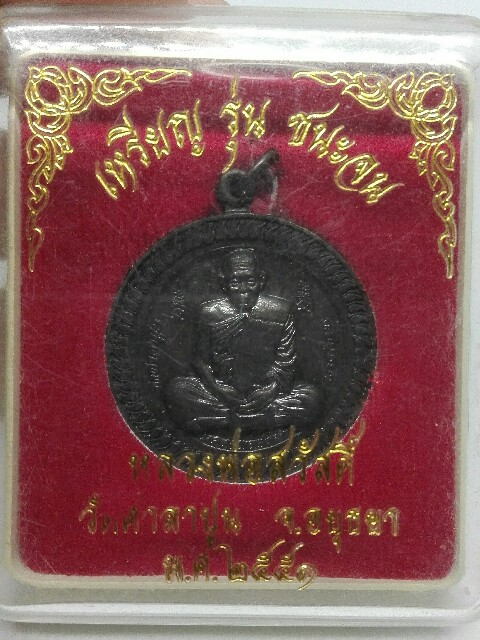 เหรียญ รุ่น ชนะจน
หลวงพ่อสวัสดิ์
วัดศาลาปูน จ.อยุธยา
พ.ศ.๒๕๕๑